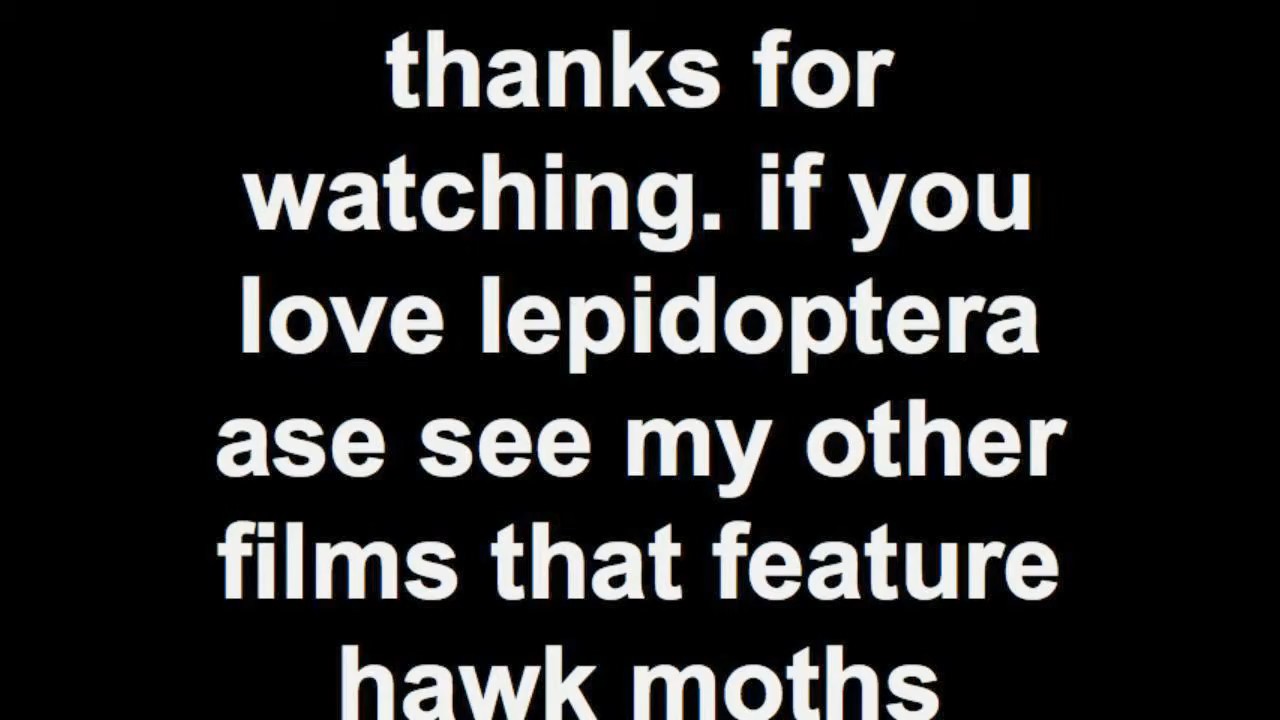 thanks for
watching. if you
love lepidoptera
ase see my other
films that feature
hawk moths